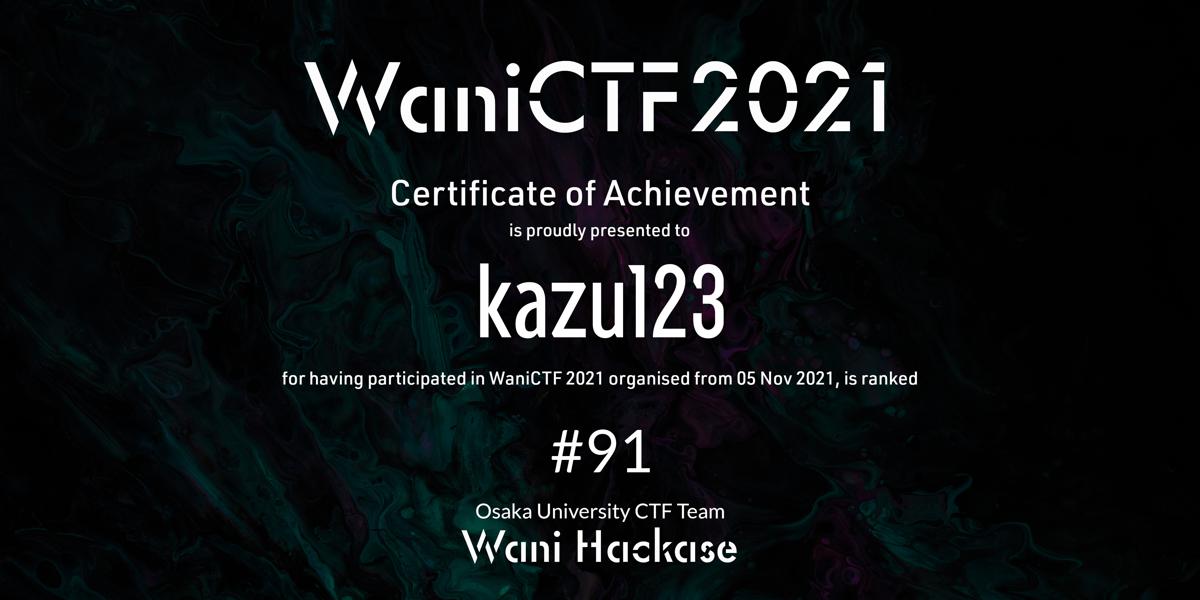 WaniCTF2021
Certificate of Achievement
is proudly presented to
kazu123
for having participated in WaniCTF 2021 organised from 05 Nov 2021, is ranked
#91
Osaka University CTF Team
Wani Hackase